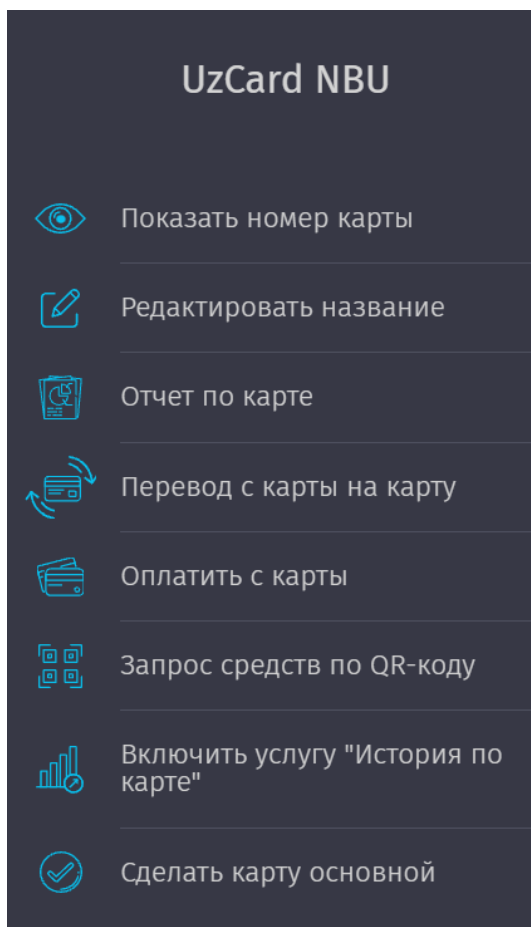 UzCard NBU
Показать номер карты
Редактировать название
Отчет по карте
Перевод с карты на карту
Оплатить с карты
Запрос средств по QR-коду
Включить услугу "История по
карте"
Сделать карту основной